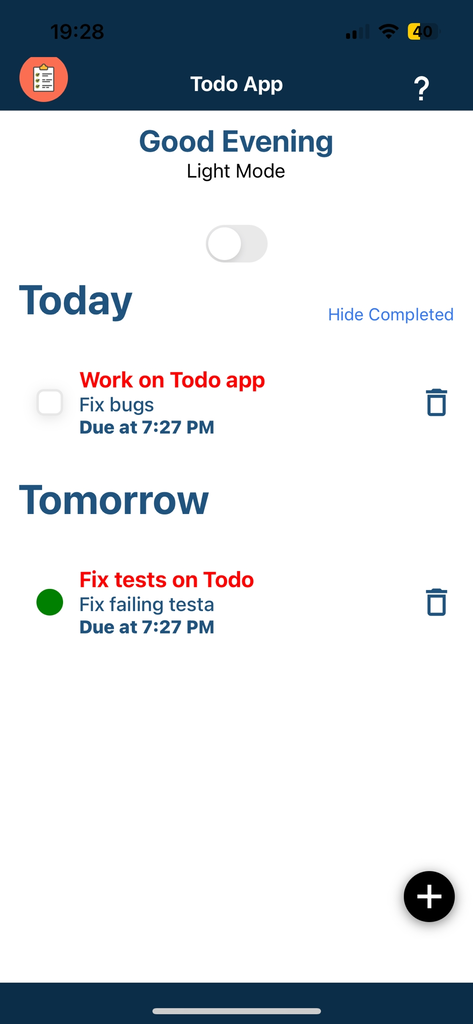 19:28
40
Todo App
?
Good Evening
Light Mode
Today
Hide Completed
Work on Todo app
Fix bugs
Due at 7:27 PM
Tomorrow
Fix tests on Todo
Fix failing testa
Due at 7:27 PM
+